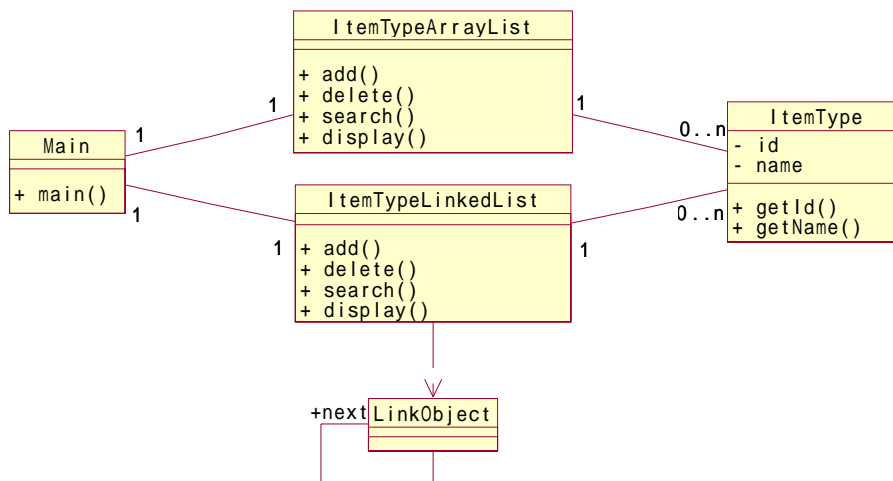 ItemTypeArrayList
+ add()
+ delete()
+ search()
+ display()
1
1
1
0..n
Main
+ main()
1
ItemType
- id
- name
+ getId()
+ getName()
ItemTypeLinkedList
+ add()
+ delete()
+ search()
+ display()
1
1
0..n
+next
LinkObject